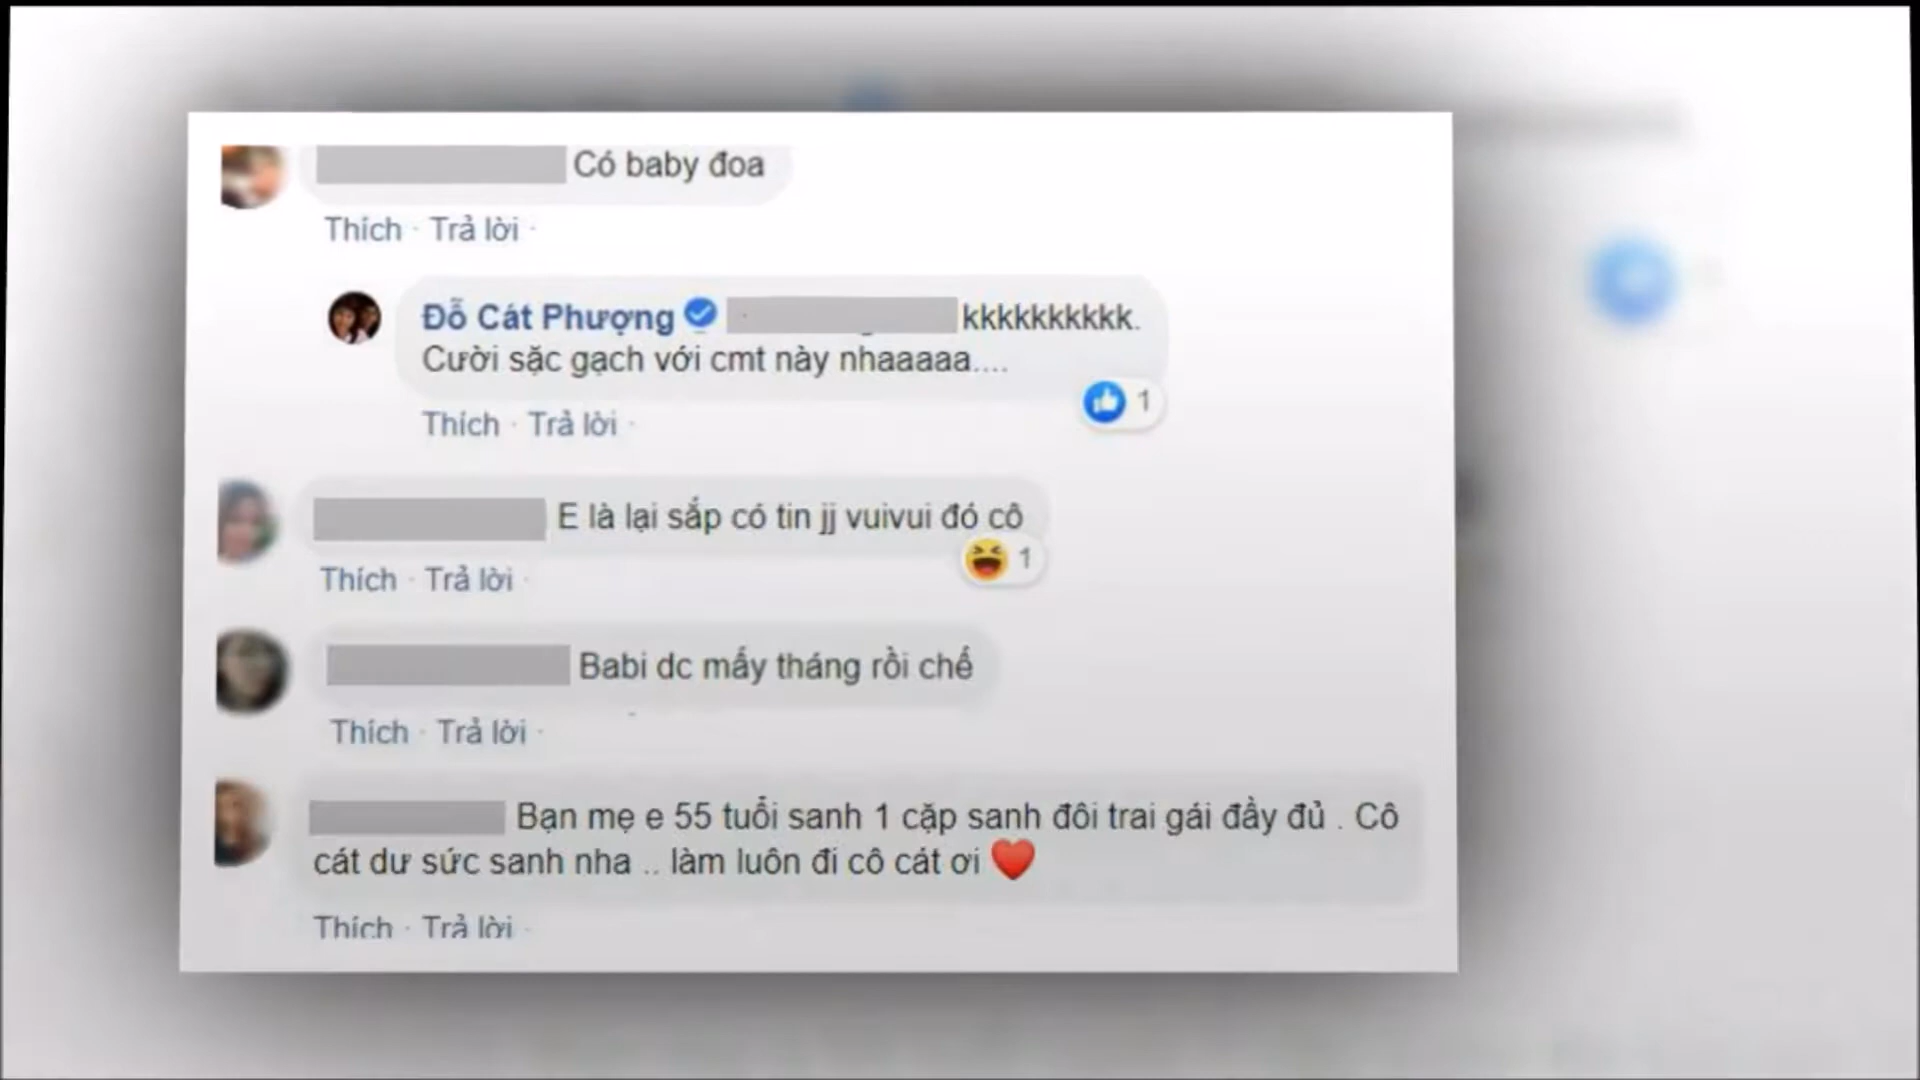 Có baby đoa
Thích · Trả lời ·
Đỗ Cát Phượng kkkkkkkkkk.
Cười sặc gạch với cmt này nhaaaaa....
1
Thích · Trả lời ·
E là lại sắp có tin jj vuivui đó cô
1
Thích · Trả lời ·
Babi dc mấy tháng rồi chế
Thích · Trả lời ·
Bạn mẹ e 55 tuổi sanh 1 cặp sanh đôi trai gái đầy đủ . Cô
cát dư sức sanh nha .. làm luôn đi cô cát ơi ❤️
Thích · Trả lời ·